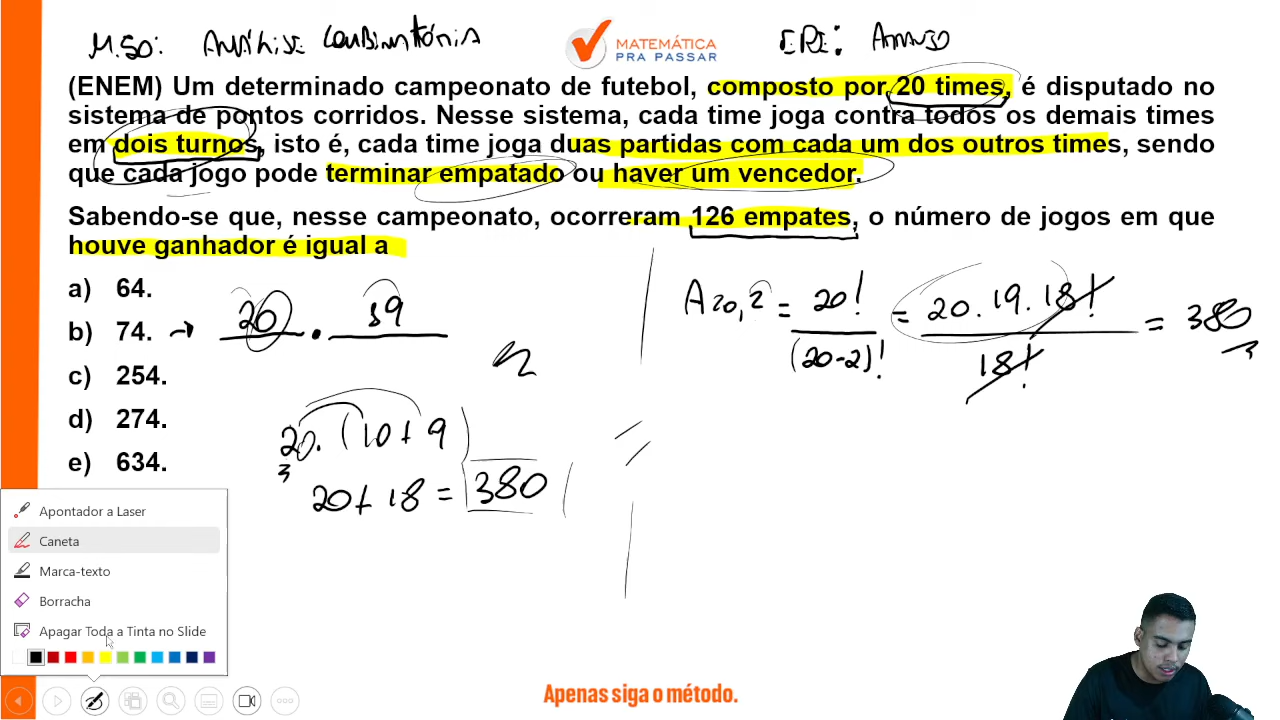 M.SD: Análise Combinatória
MATEMÁTICA
PRA PASSAR
ERE: Arranjo
(ENEM) Um determinado campeonato de futebol, composto por 20 times, é disputado no
sistema de pontos corridos. Nesse sistema, cada time joga contra todos os demais times
em dois turnos, isto é, cada time joga duas partidas com cada um dos outros times, sendo
que cada jogo pode terminar empatado ou haver um vencedor.
Sabendo-se que, nesse campeonato, ocorreram 126 empates, o número de jogos em que
houve ganhador é igual a
a) 64.
b) 74.
c) 254.
d) 274.
e) 634.
20 . 19
20. (10 + 9)
20 + 18 = 380
A20,2 = 20! = 20. 19. 18! = 380
(20-2)! 18!
Apontador a Laser
Caneta
Marca-texto
Borracha
Apagar Toda a Tinta no Slide
Apenas siga o método.